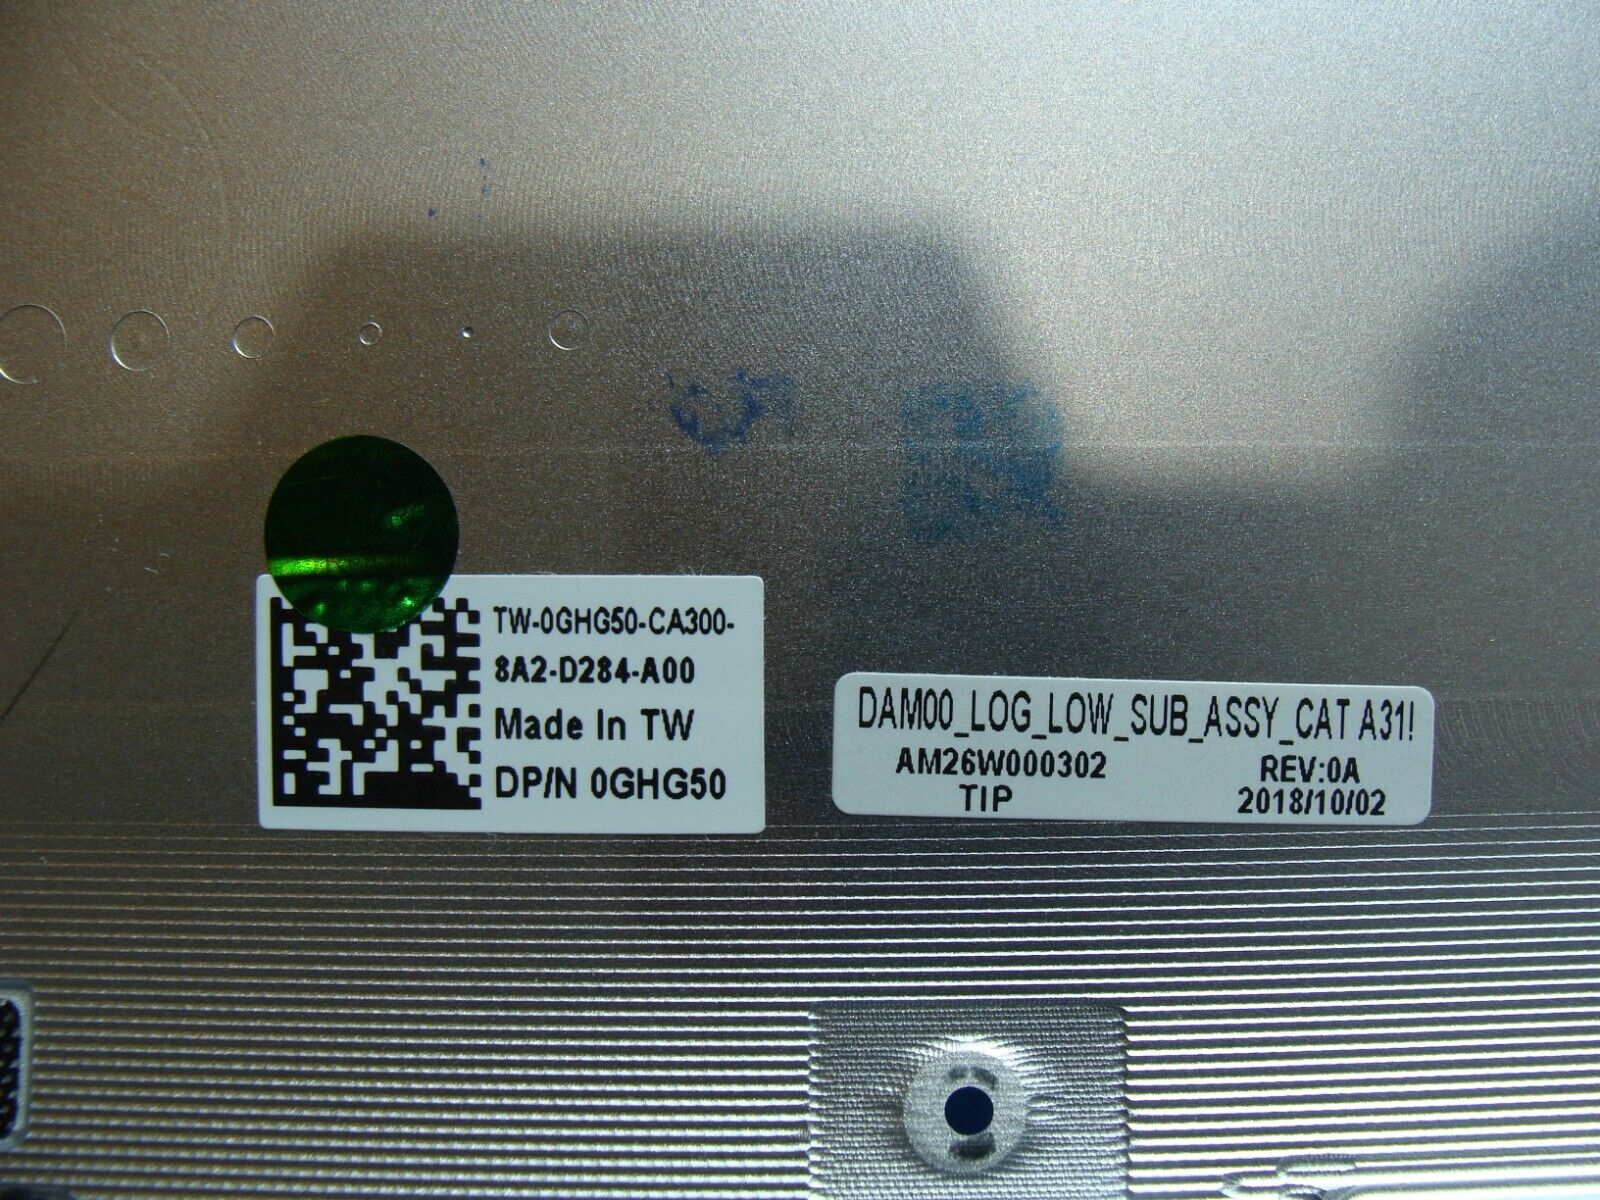 TW-0GHG50-CA300-
8A2-D284-A00
Made In TW
DP/N 0GHG50
DAM00_LOG_LOW_SUB_ASSY_CAT A31!
AM26W000302 REV:0A
TIP 2018/10/02